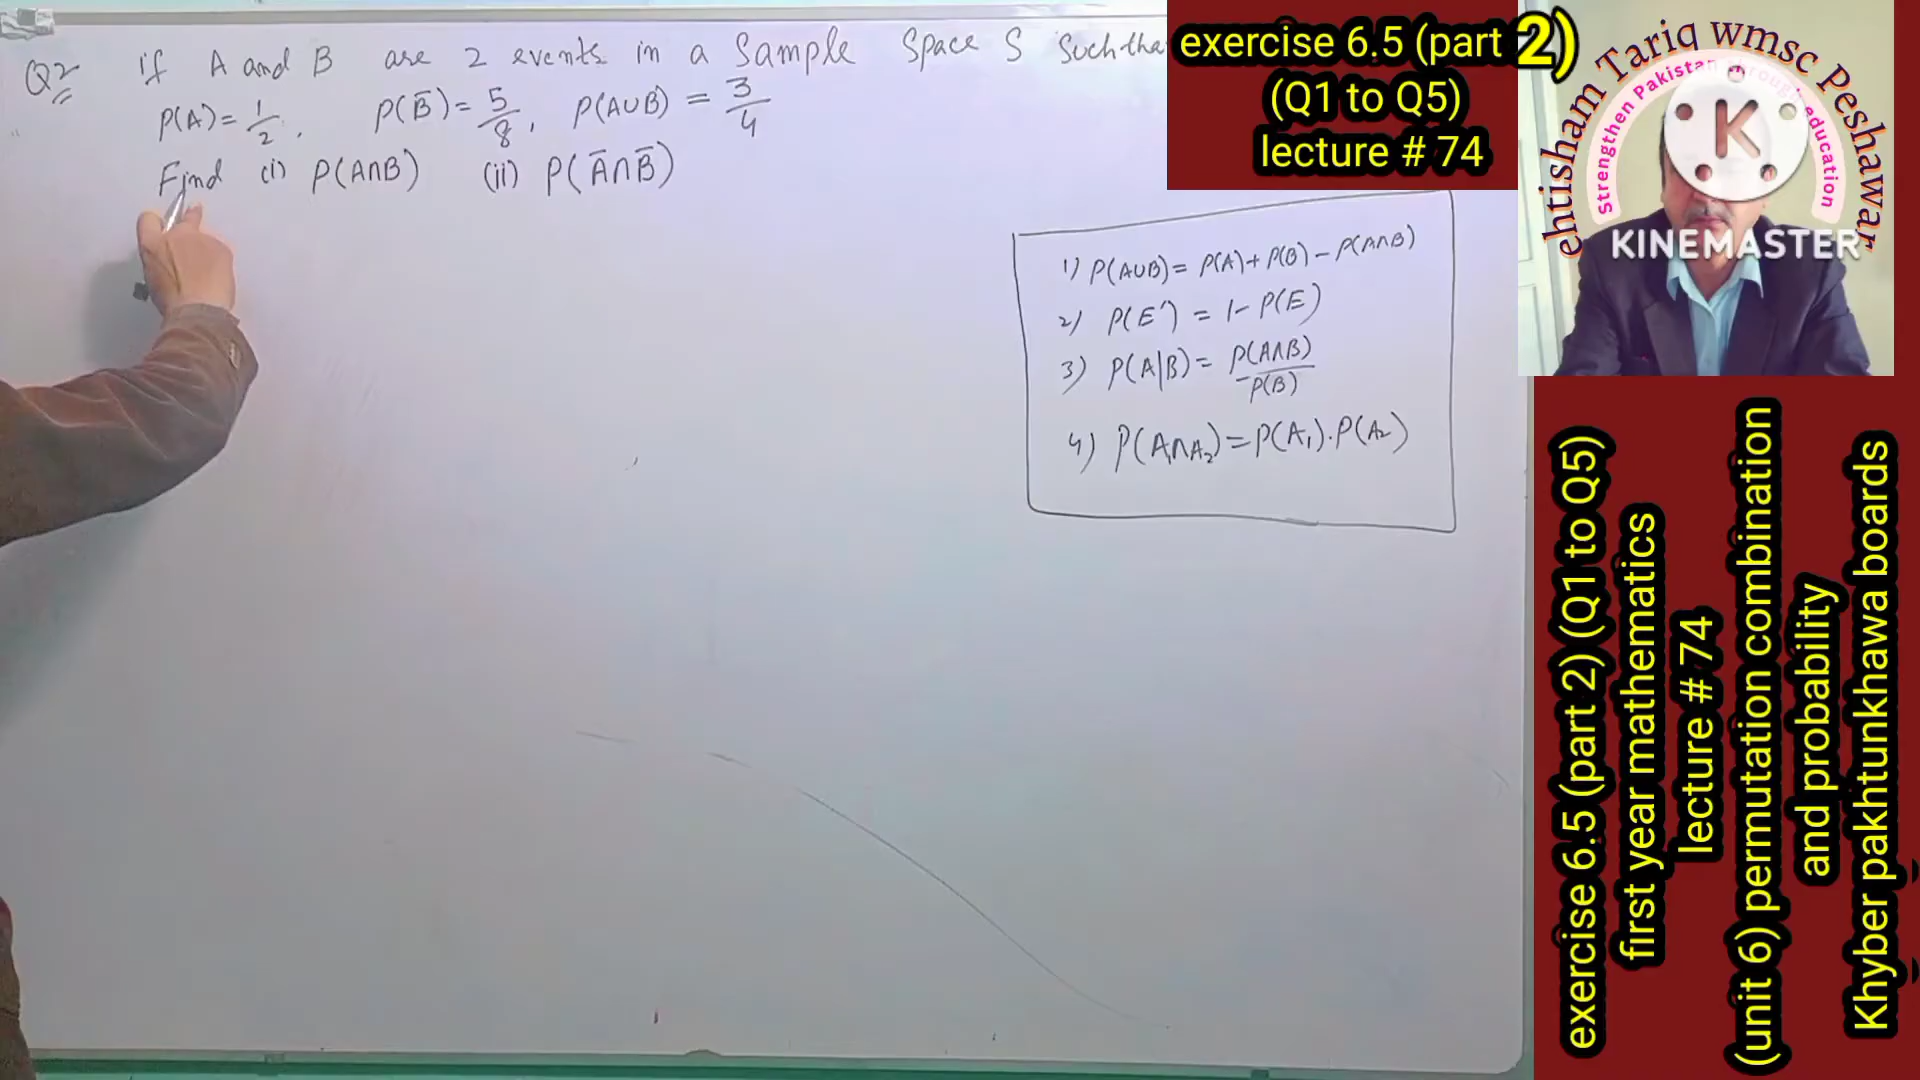 Q2 if A and B are 2 events in a Sample Space S Such tha
P(A)=1/2, P(B̅)=5/8, P(A∪B)=3/4
Find (i) P(A∩B) (ii) P(A̅∩B̅)
1) P(A∪B)= P(A)+P(B)-P(A∩B)
2) P(E') = 1-P(E)
3) P(A|B)= P(A∩B)/P(B)
4) P(A₁∩A₂)=P(A₁).P(A₂)
exercise 6.5 (part 2)
(Q1 to Q5)
lecture # 74
ehtisham Tariq wmsc Peshawar
Strengthen Pakistan through education
K
KINEMASTER
exercise 6.5 (part 2) (Q1 to Q5)
first year mathematics
lecture # 74
(unit 6) permutation combination
and probability
Khyber pakhtunkhawa boards